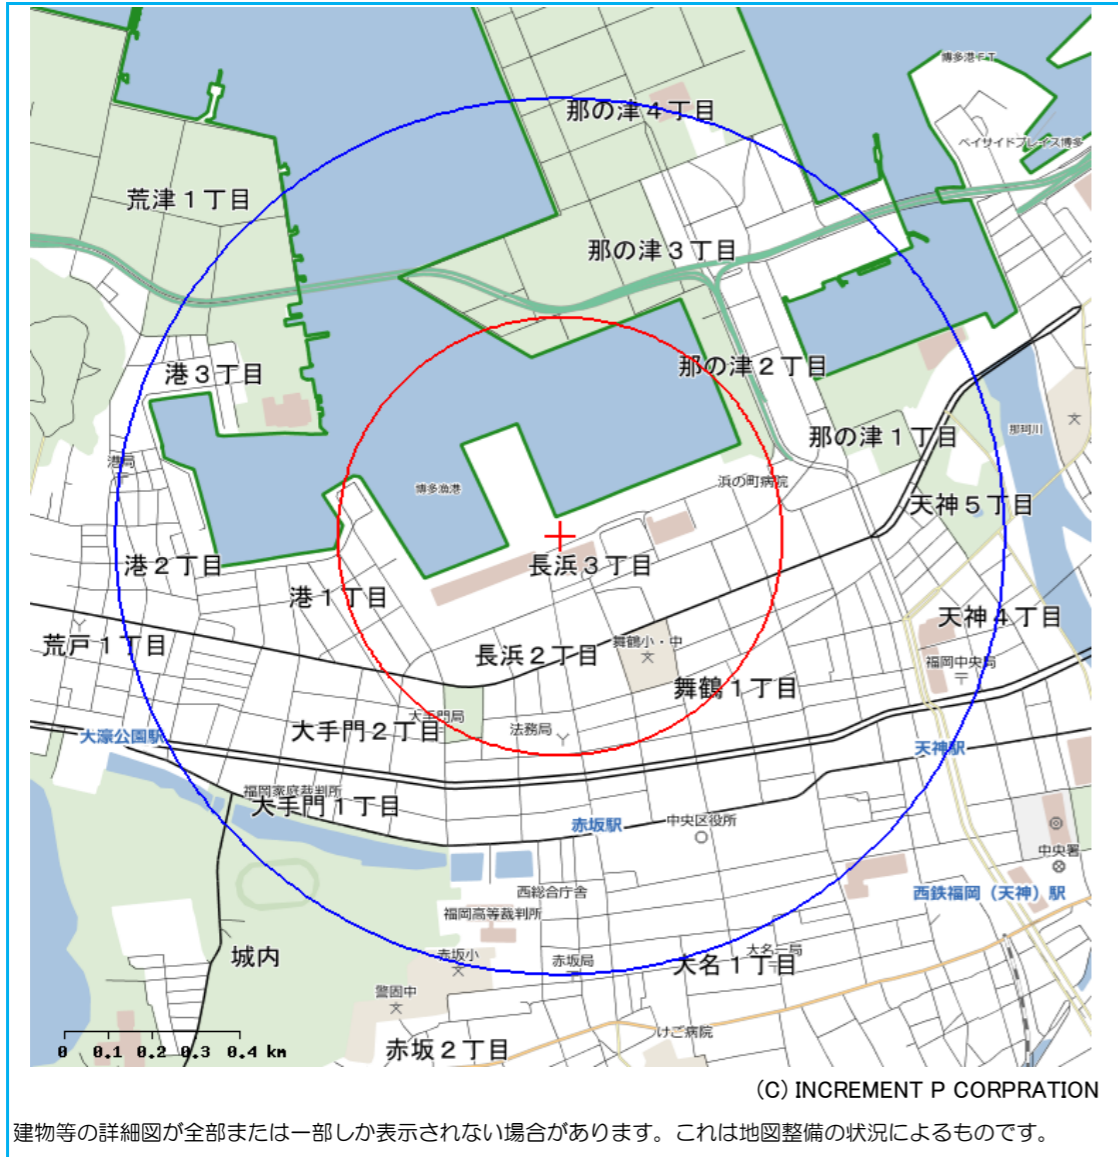 博多港FT
那の津4丁目
ベイサイドプレイス博多
荒津1丁目
那の津3丁目
港3丁目
那の津2丁目
那の津1丁目
那珂川
港局
博多漁港
浜の町病院
天神5丁目
港2丁目
長浜3丁目
港1丁目
天神4丁目
荒戸1丁目
舞鶴小・中
長浜2丁目
福岡中央局
舞鶴1丁目
大手門局
大手門2丁目
法務局
大濠公園駅
天神駅
福岡家庭裁判所
大手門1丁目
赤坂駅
中央区役所
中央署
西総合庁舎
西鉄福岡(天神)駅
福岡高等裁判所
赤坂小
赤坂局
大名一局
大名1丁目
城内
警固中
けご病院
赤坂2丁目
0 0.1 0.2 0.3 0.4 km
(C) INCREMENT P CORPRATION
建物等の詳細図が全部または一部しか表示されない場合があります。これは地図整備の状況によるものです。